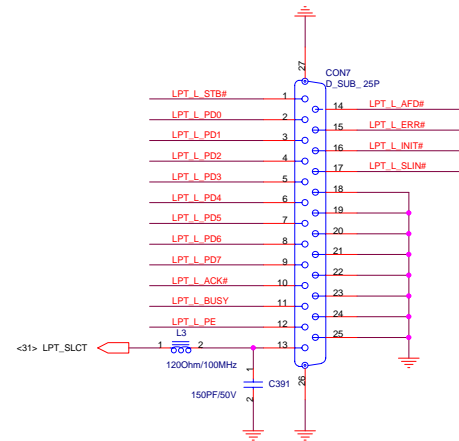 27
CON7
D_SUB_ 25P
LPT_L_STB# 1
14 LPT_L_AFD#
LPT_L_PD0 2
15 LPT_L_ERR#
LPT_L_PD1 3
16 LPT_L_INIT#
LPT_L_PD2 4
17 LPT_L_SLIN#
LPT_L_PD3 5
18
LPT_L_PD4 6
19
LPT_L_PD5 7
20
LPT_L_PD6 8
21
LPT_L_PD7 9
22
LPT_L_ACK# 10
23
LPT_L_BUSY 11
24
LPT_L_PE 12
25
L3
<31> LPT_SLCT 1 2 13
120Ohm/100MHz
1
C391
26
150PF/50V
2